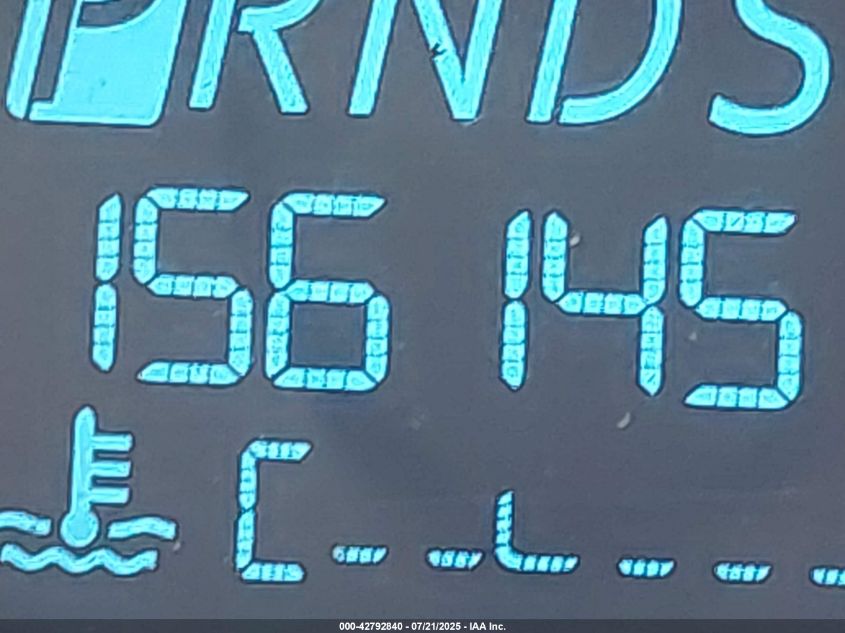 PRNDS
156 145
C
000-42792840 - 07/21/2025 - IAA Inc.